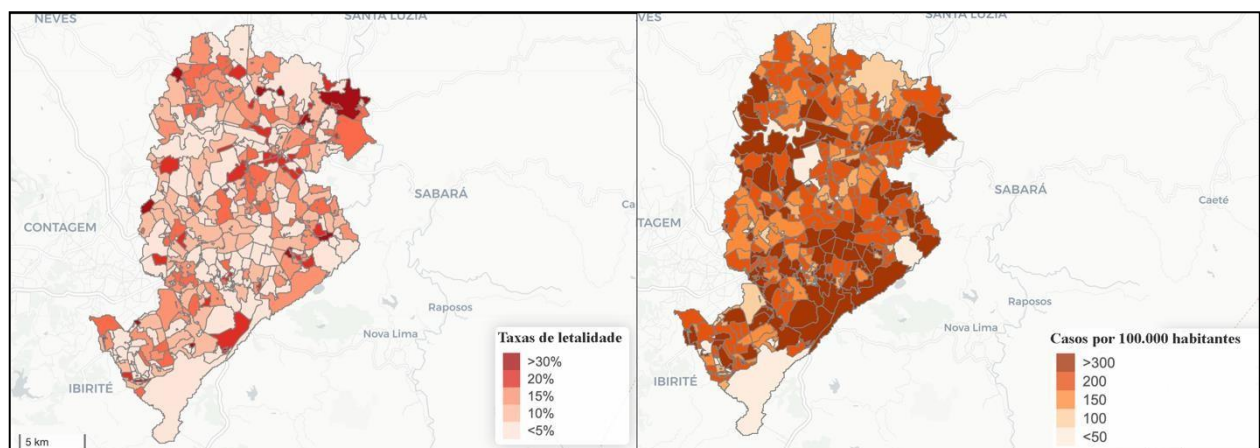 NEVES
SANTA LUZIA
SABARÁ
CONTAGEM
Raposos
Nova Lima
IBIRITÉ
5 km
Taxas de letalidade
>30%
20%
15%
10%
<5%
SANTA LUZIA
SABARÁ
Caeté
TAGEM
Raposos
Nova Lima
IBIRITÉ
Casos por 100.000 habitantes
>300
200
150
100
<50